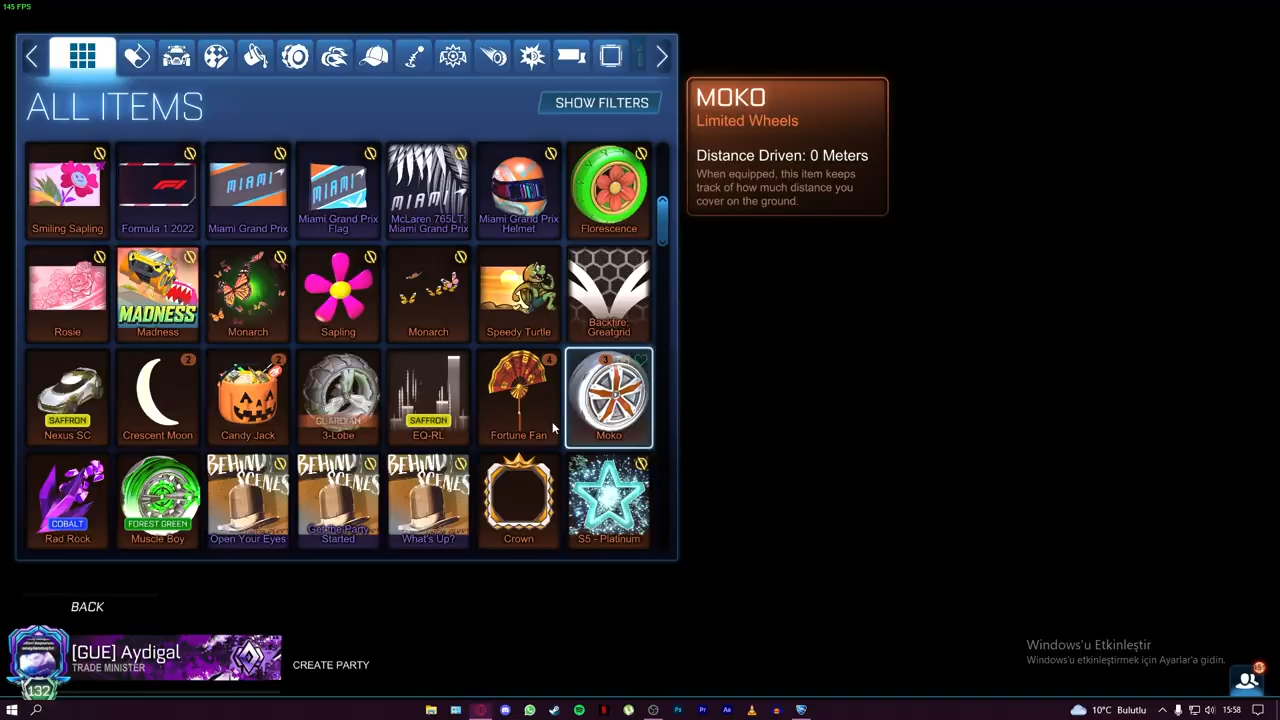 145 FPS
ALL ITEMS
SHOW FILTERS
MOKO
Limited Wheels
Distance Driven: 0 Meters
When equipped, this item keeps
track of how much distance you
cover on the ground.
Smiling Sapling
Formula 1 2022
MIAMI
Miami Grand Prix
MIAMI
Miami Grand Prix
Flag
McLaren 765LT:
Miami Grand Prix
Miami Grand Prix
Helmet
Florescence
Rosie
MADNESS
Madness
Monarch
Sapling
Monarch
Speedy Turtle
Backfire:
Greatgrid
SAFFRON
Nexus SC
2
Crescent Moon
2
Candy Jack
GUARDIAN
3-Lobe
SAFFRON
EQ-RL
4
Fortune Fan
3
Moko
COBALT
Rad Rock
FOREST GREEN
Muscle Boy
BEHIND
SCENES
Open Your Eyes
BEHIND
SCENES
Get the Party
Started
BEHIND
SCENES
What's Up?
Crown
S5 - Platinum
BACK
[GUE] Aydigal
TRADE MINISTER
132
CREATE PARTY
Windows'u Etkinleştir
Windows'u etkinleştirmek için Ayarlar'a gidin.
10°C Bulutlu
15:58